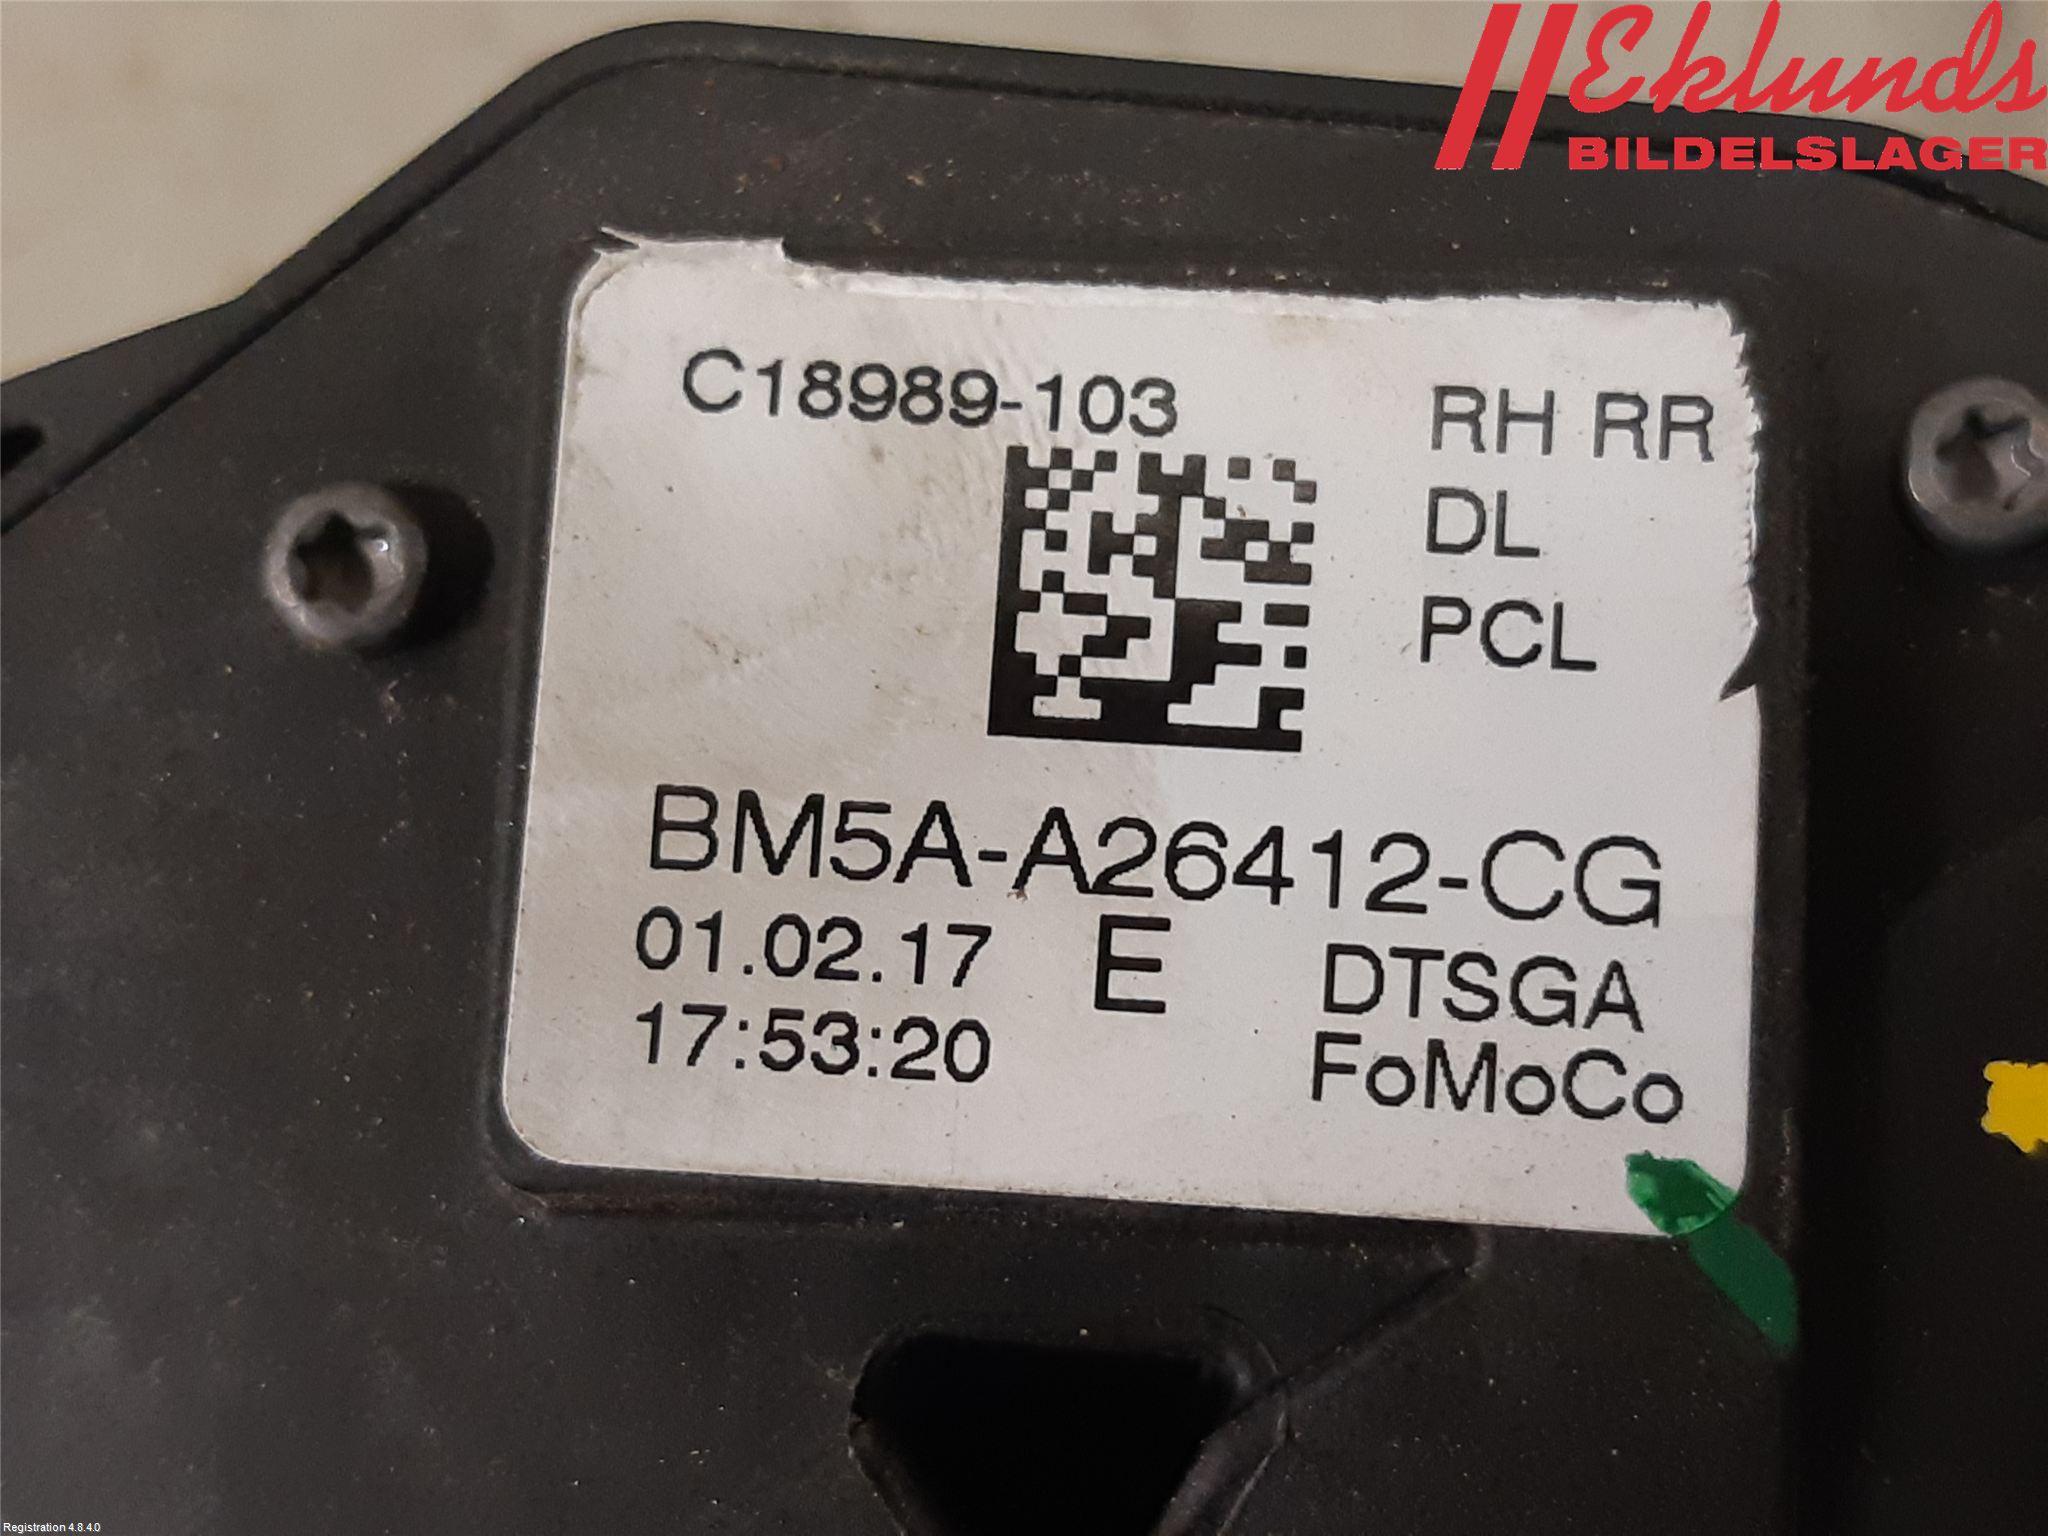 Eklunds
BILDELSLAGER
C18989-103
RH RR
DL
PCL
BM5A-A26412-CG
01.02.17 E DTSGA
17:53:20 FoMoCo
Registration 4.8.4.0